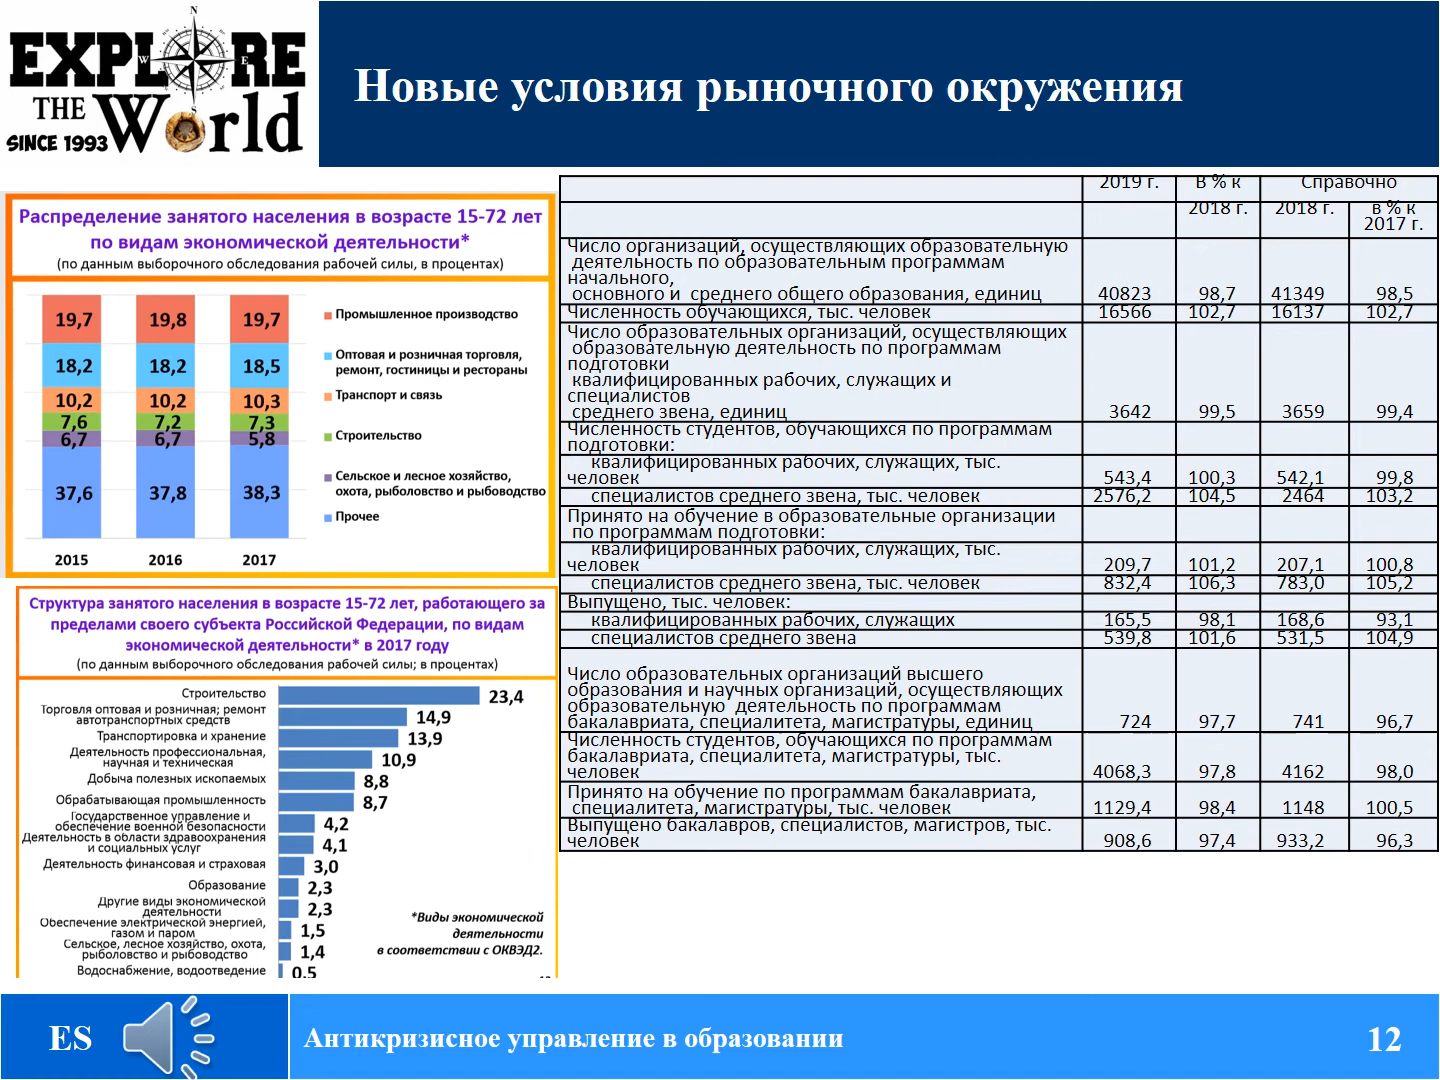 N
EXPLORE
W E
THE World
S
SINCE 1993
Новые условия рыночного окружения
Распределение занятого населения в возрасте 15-72 лет
по видам экономической деятельности*
(по данным выборочного обследования рабочей силы, в процентах)
19,7 19,8 19,7
18,2 18,2 18,5
10,2 10,2 10,3
7,6 7,2 7,3
6,7 6,7 5,8
37,6 37,8 38,3
2015 2016 2017
Промышленное производство
Оптовая и розничная торговля,
ремонт, гостиницы и рестораны
Транспорт и связь
Строительство
Сельское и лесное хозяйство,
охота, рыболовство и рыбоводство
Прочее
Структура занятого населения в возрасте 15-72 лет, работающего за
пределами своего субъекта Российской Федерации, по видам
экономической деятельности* в 2017 году
(по данным выборочного обследования рабочей силы; в процентах)
Строительство 23,4
Торговля оптовая и розничная; ремонт
автотранспортных средств 14,9
Транспортировка и хранение 13,9
Деятельность профессиональная,
научная и техническая 10,9
Добыча полезных ископаемых 8,8
Обрабатывающая промышленность 8,7
Государственное управление и
обеспечение военной безопасности 4,2
Деятельность в области здравоохранения
и социальных услуг 4,1
Деятельность финансовая и страховая 3,0
Образование 2,3
Другие виды экономической
деятельности 2,3
Обеспечение электрической энергией,
газом и паром 1,5
Сельское, лесное хозяйство, охота,
рыболовство и рыбоводство 1,4
Водоснабжение, водоотведение 0,5
*Виды экономической
деятельности
в соответствии с ОКВЭД2.
2019 г. В % к Справочно
2018 г. 2018 г. в % к
2017 г.
Число организаций, осуществляющих образовательную
деятельность по образовательным программам
начального,
основного и среднего общего образования, единиц 40823 98,7 41349 98,5
Численность обучающихся, тыс. человек 16566 102,7 16137 102,7
Число образовательных организаций, осуществляющих
образовательную деятельность по программам
подготовки
квалифицированных рабочих, служащих и
специалистов
среднего звена, единиц 3642 99,5 3659 99,4
Численность студентов, обучающихся по программам
подготовки:
квалифицированных рабочих, служащих, тыс.
человек 543,4 100,3 542,1 99,8
специалистов среднего звена, тыс. человек 2576,2 104,5 2464 103,2
Принято на обучение в образовательные организации
по программам подготовки:
квалифицированных рабочих, служащих, тыс.
человек 209,7 101,2 207,1 100,8
специалистов среднего звена, тыс. человек 832,4 106,3 783,0 105,2
Выпущено, тыс. человек:
квалифицированных рабочих, служащих 165,5 98,1 168,6 93,1
специалистов среднего звена 539,8 101,6 531,5 104,9
Число образовательных организаций высшего
образования и научных организаций, осуществляющих
образовательную деятельность по программам
бакалавриата, специалитета, магистратуры, единиц 724 97,7 741 96,7
Численность студентов, обучающихся по программам
бакалавриата, специалитета, магистратуры, тыс.
человек 4068,3 97,8 4162 98,0
Принято на обучение по программам бакалавриата,
специалитета, магистратуры, тыс. человек 1129,4 98,4 1148 100,5
Выпущено бакалавров, специалистов, магистров, тыс.
человек 908,6 97,4 933,2 96,3
ES
Антикризисное управление в образовании
12